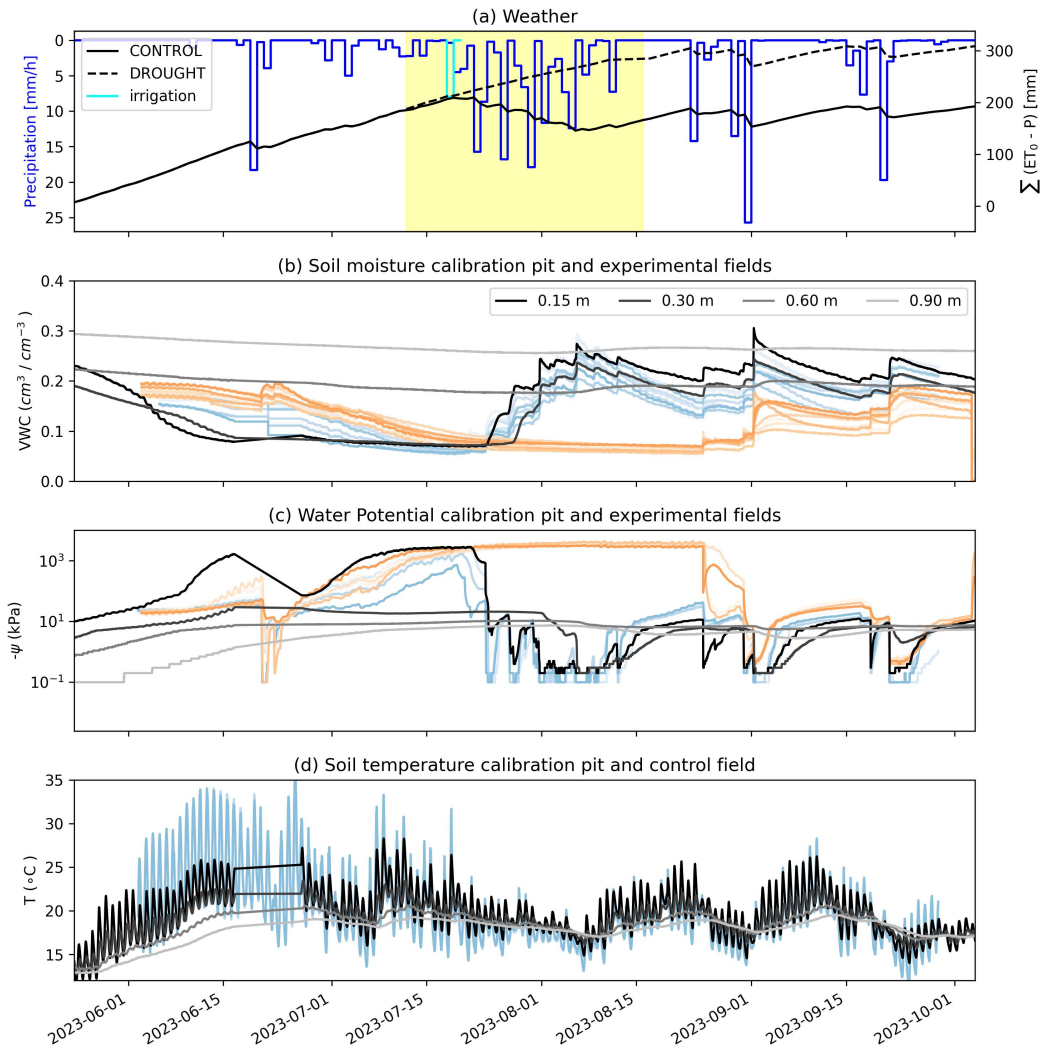 (a) Weather
Precipitation [mm/h]
0
5
10
15
20
25
CONTROL
DROUGHT
irrigation
300
200
100
0
∑ (ET₀ - P) [mm]
(b) Soil moisture calibration pit and experimental fields
VWC (cm³ / cm⁻³ )
0.4
0.3
0.2
0.1
0.0
0.15 m 0.30 m 0.60 m 0.90 m
(c) Water Potential calibration pit and experimental fields
-ψ (kPa)
10³
10¹
10⁻¹
(d) Soil temperature calibration pit and control field
T (∘C )
35
30
25
20
15
2023-06-01 2023-06-15 2023-07-01 2023-07-15 2023-08-01 2023-08-15 2023-09-01 2023-09-15 2023-10-01